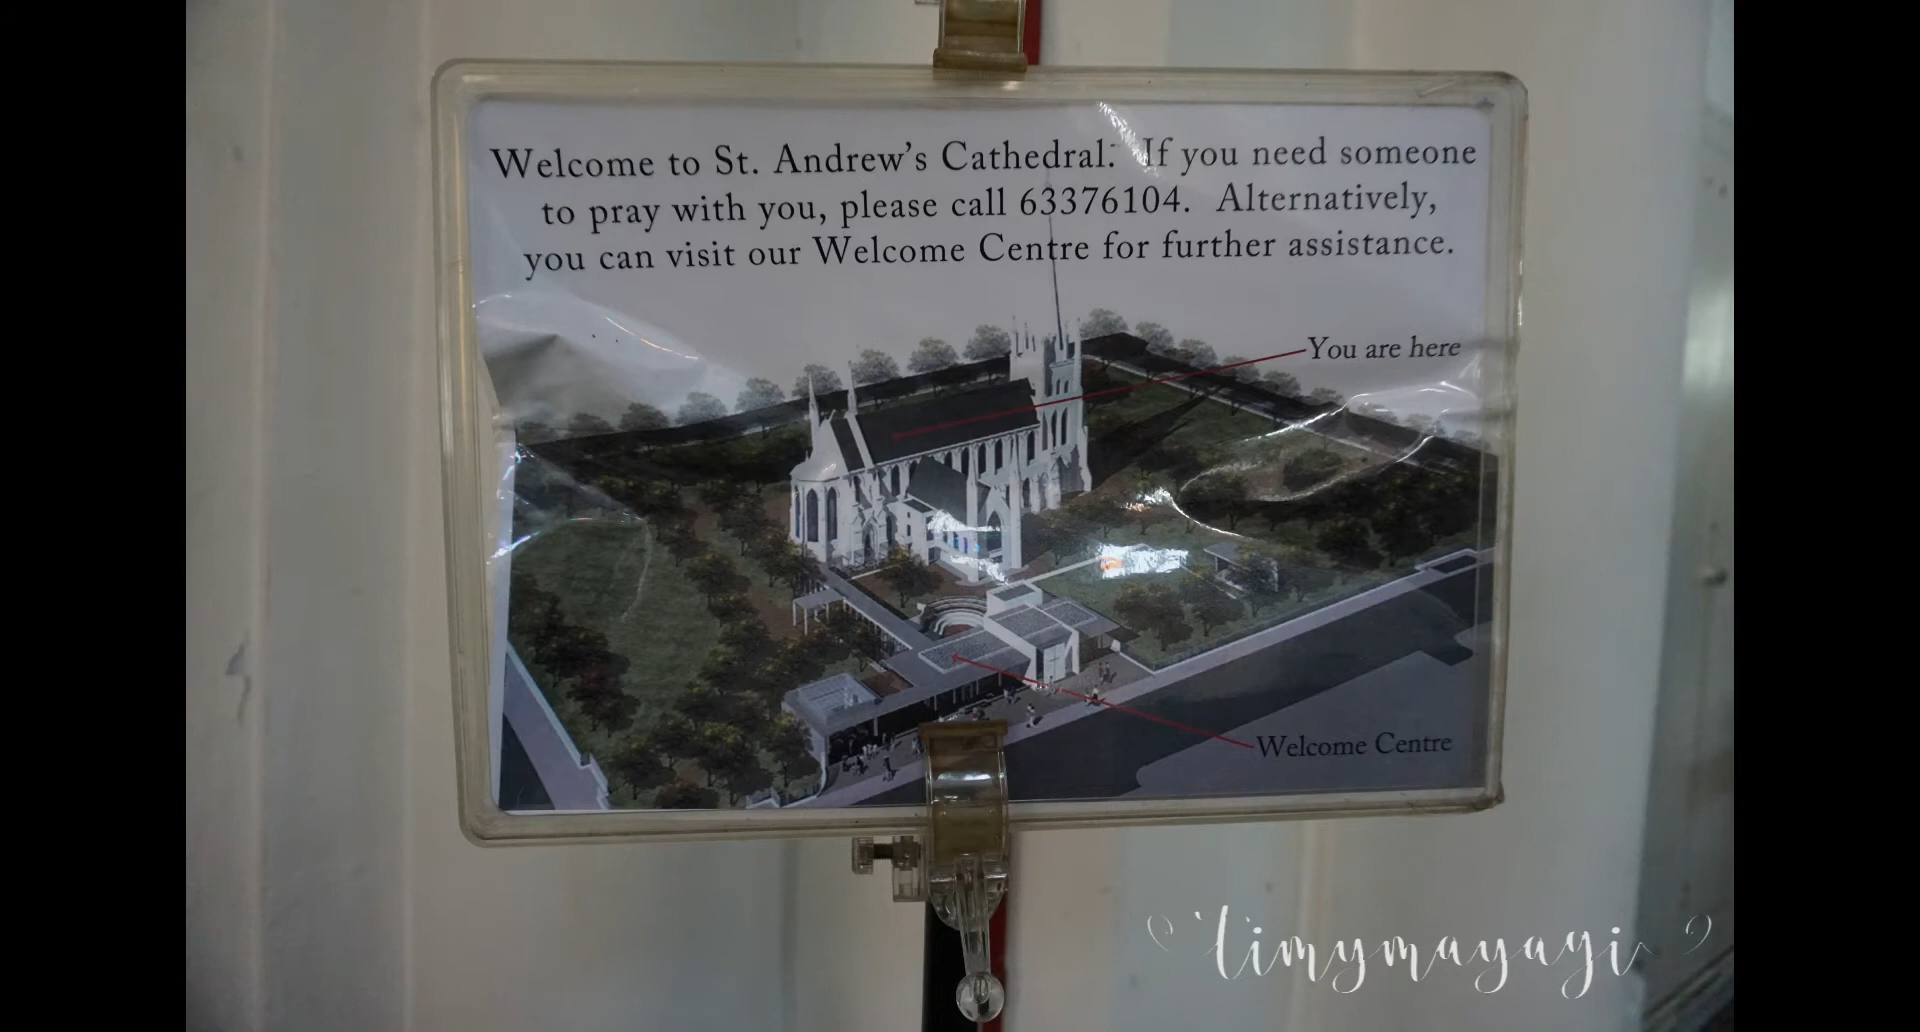 Welcome to St. Andrew's Cathedral. If you need someone
to pray with you, please call 63376104. Alternatively,
you can visit our Welcome Centre for further assistance.
You are here
Welcome Centre
timymayagi